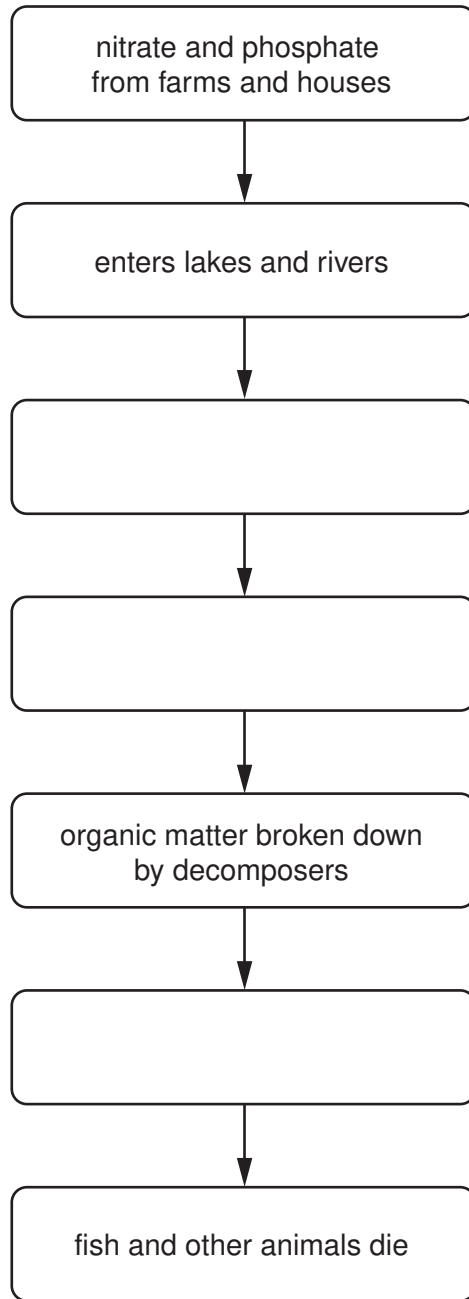 nitrate and phosphate
from farms and houses
enters lakes and rivers
organic matter broken down
by decomposers
fish and other animals die